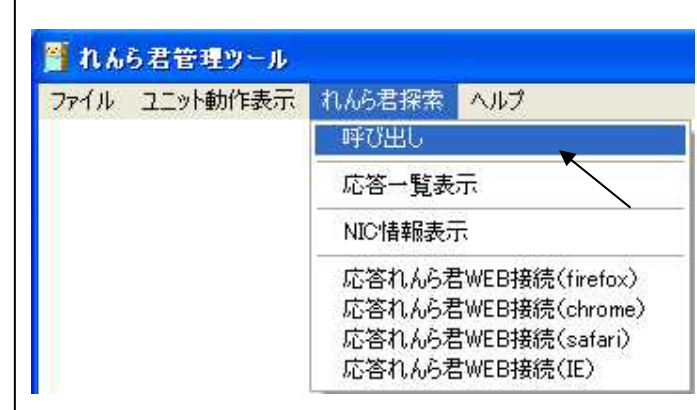 れんら君管理ツール
ファイル ユニット動作表示 れんら君探索 ヘルプ
呼び出し
応答一覧表示
NIC情報表示
応答れんら君WEB接続(firefox)
応答れんら君WEB接続(chrome)
応答れんら君WEB接続(safari)
応答れんら君WEB接続(IE)